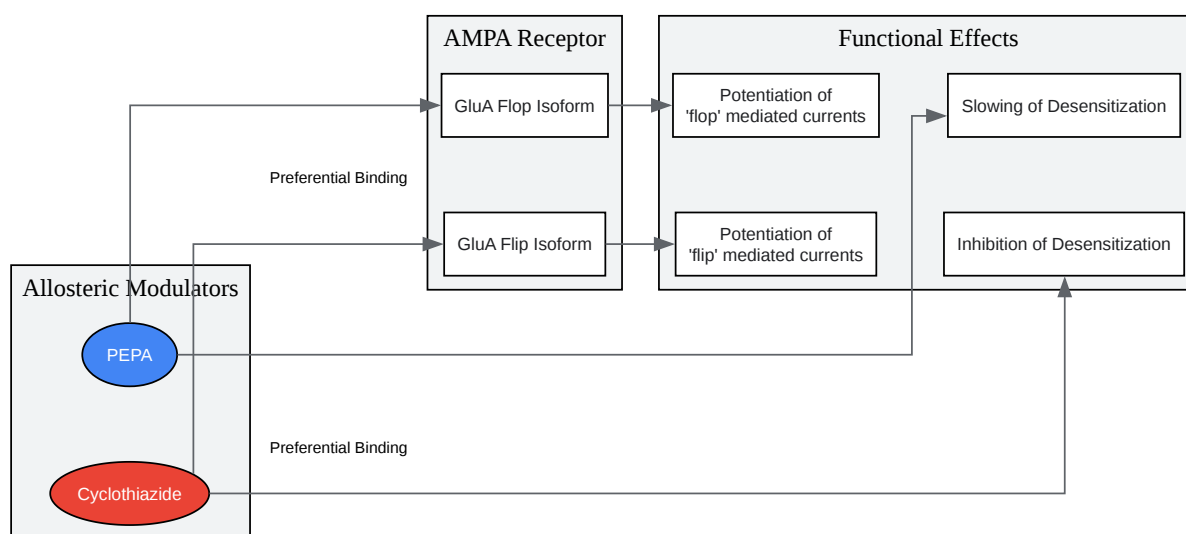 AMPA Receptor
Functional Effects
GluA Flop Isoform
Potentiation of
'flop' mediated currents
Slowing of Desensitization
Preferential Binding
GluA Flip Isoform
Potentiation of
'flip' mediated currents
Inhibition of Desensitization
Allosteric Modulators
PEPA
Preferential Binding
Cyclothiazide